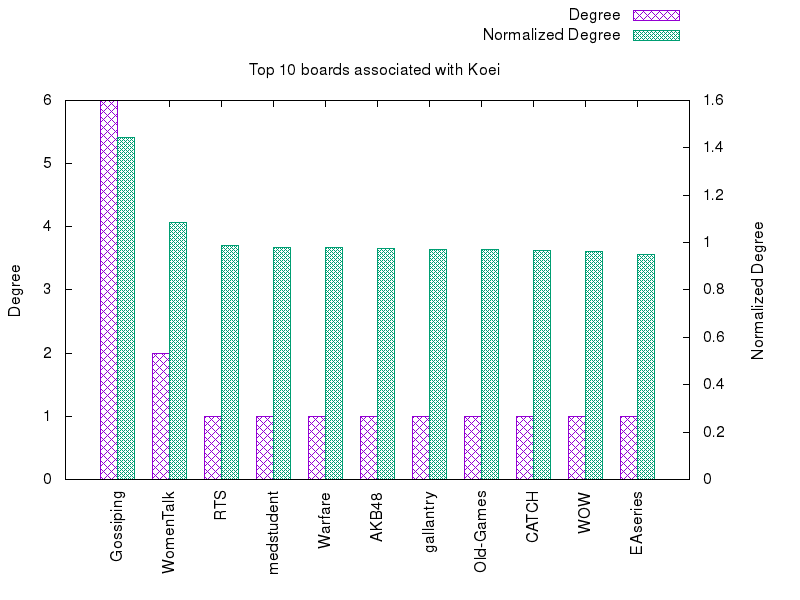 Degree
Normalized Degree
Top 10 boards associated with Koei
6
5
4
3
2
1
0
1.6
1.4
1.2
1
0.8
0.6
0.4
0.2
0
Degree
Normalized Degree
Gossiping
WomenTalk
RTS
medstudent
Warfare
AKB48
gallantry
Old-Games
CATCH
WOW
EAseries